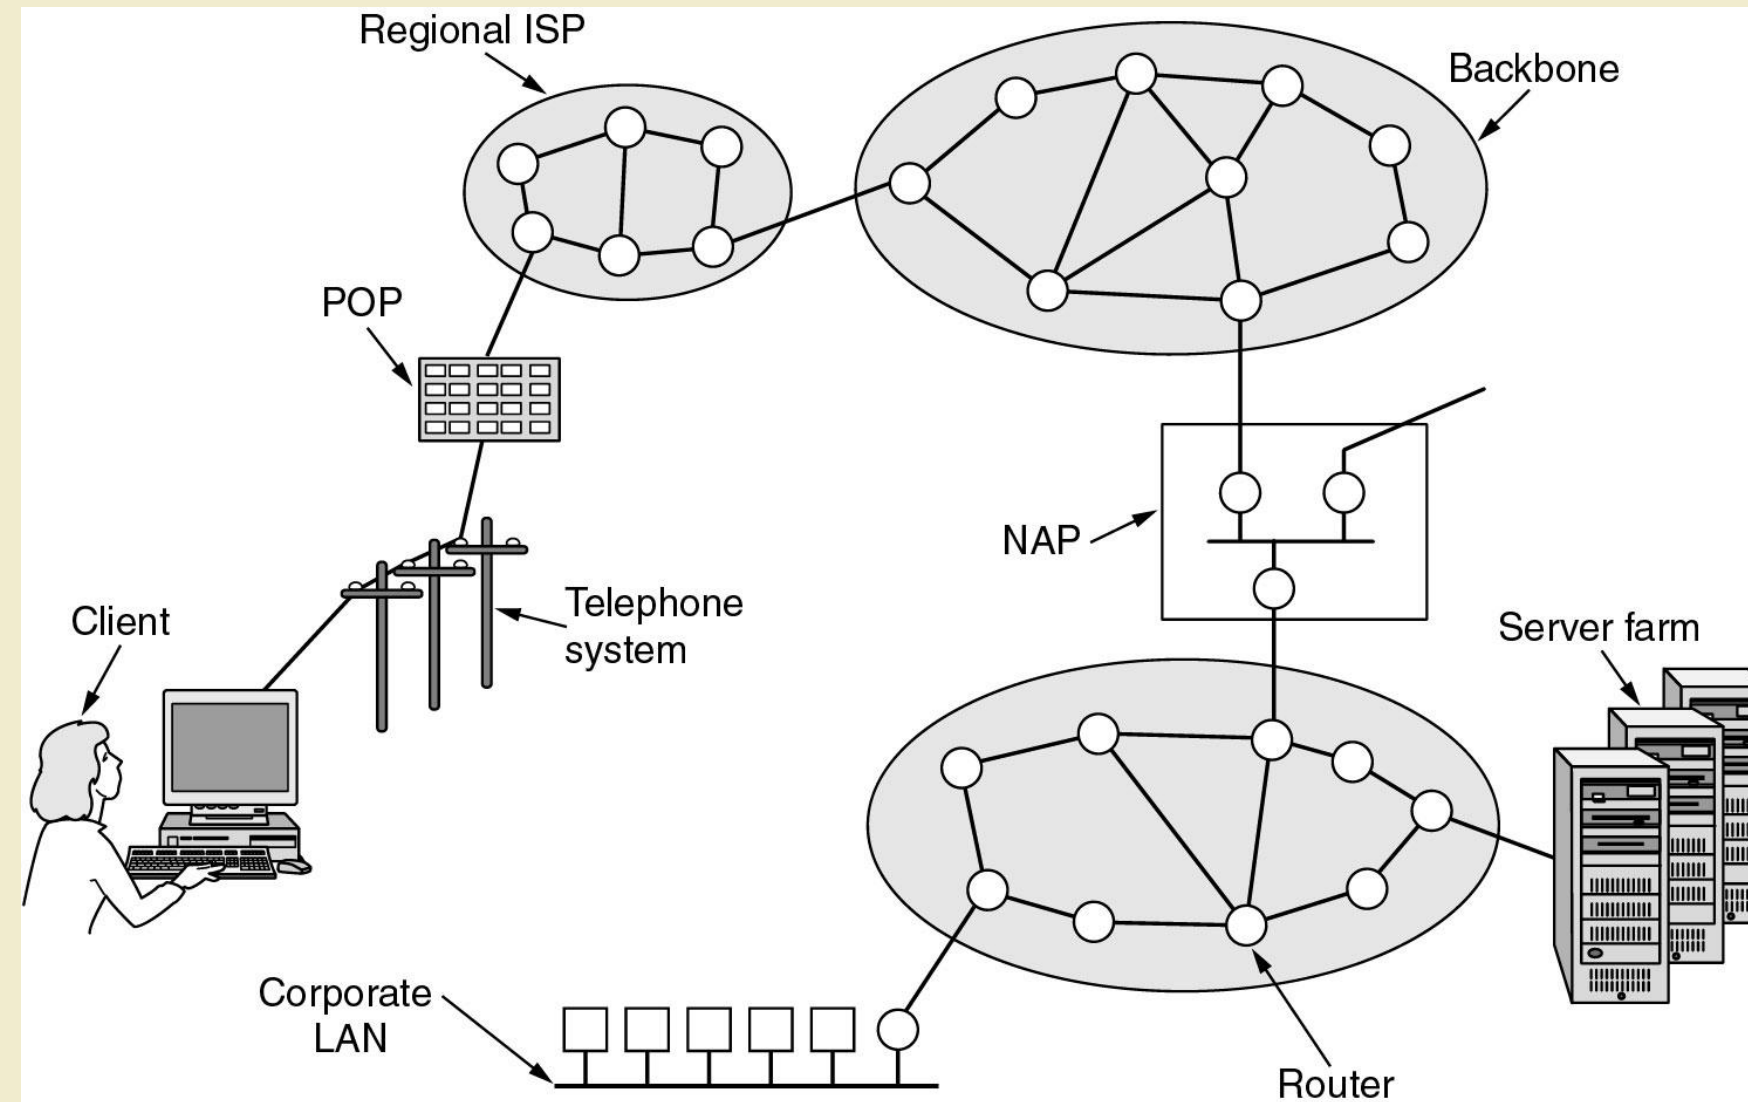 Regional ISP
Backbone
POP
NAP
Telephone
system
Client
Server farm
Corporate
LAN
Router